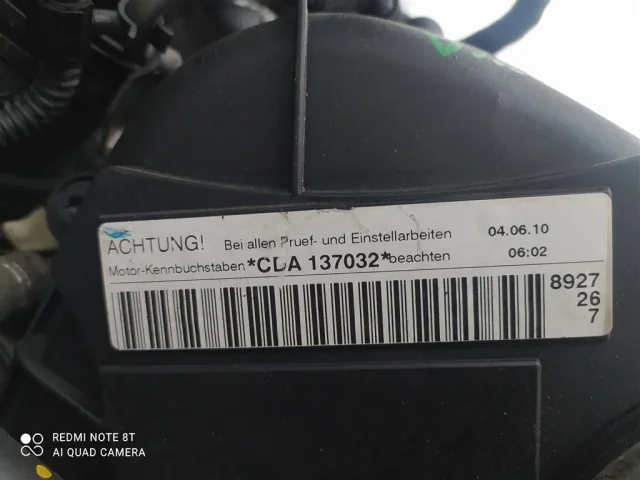 ACHTUNG! Bei allen Pruef- und Einstellarbeiten 04.06.10
Motor-Kennbuchstaben *CDA 137032* beachten 06:02
8927
26
7
REDMI NOTE 8T
AI QUAD CAMERA